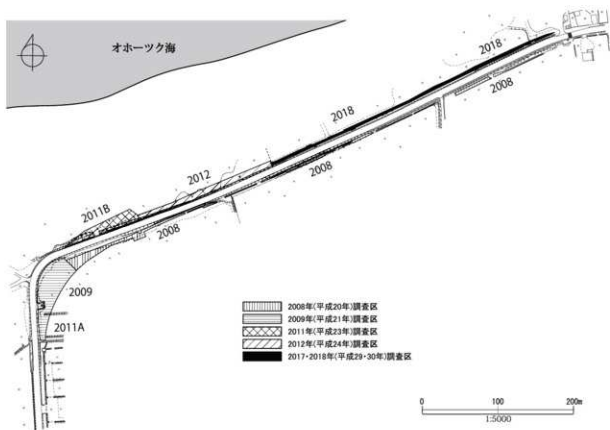 オホーツク海
2018
2008
2018
2008
2012
2011B
2008
2009
2011A
2008年(平成20年)調査区
2009年(平成21年)調査区
2011年(平成23年)調査区
2012年(平成24年)調査区
2017・2018年(平成29・30年)調査区
0 100 200m
1:5000